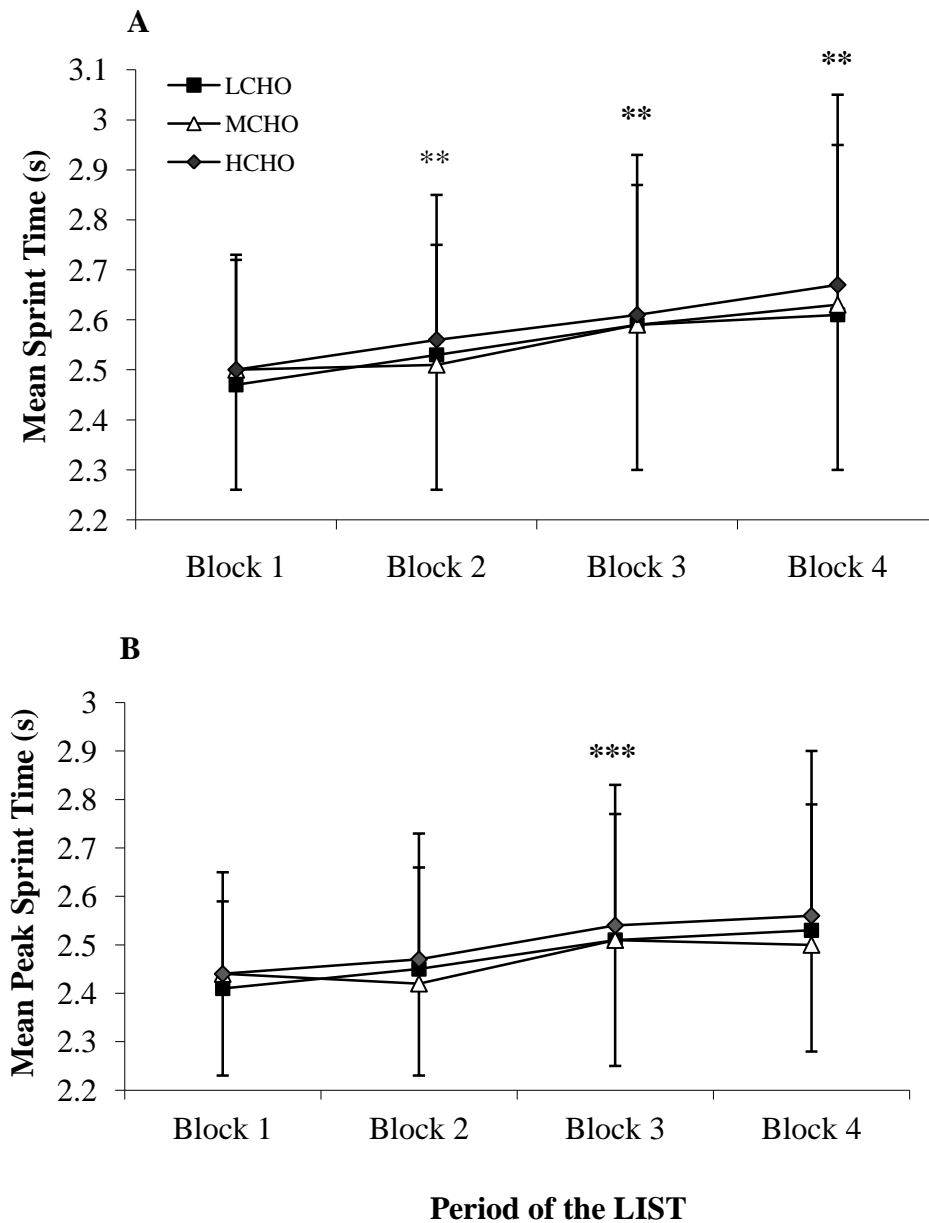 A
Mean Sprint Time (s)
3.1
3
2.9
2.8
2.7
2.6
2.5
2.4
2.3
2.2
LCHO
MCHO
HCHO
**
**
**
Block 1 Block 2 Block 3 Block 4
B
Mean Peak Sprint Time (s)
3
2.9
2.8
2.7
2.6
2.5
2.4
2.3
2.2
***
Block 1 Block 2 Block 3 Block 4
Period of the LIST